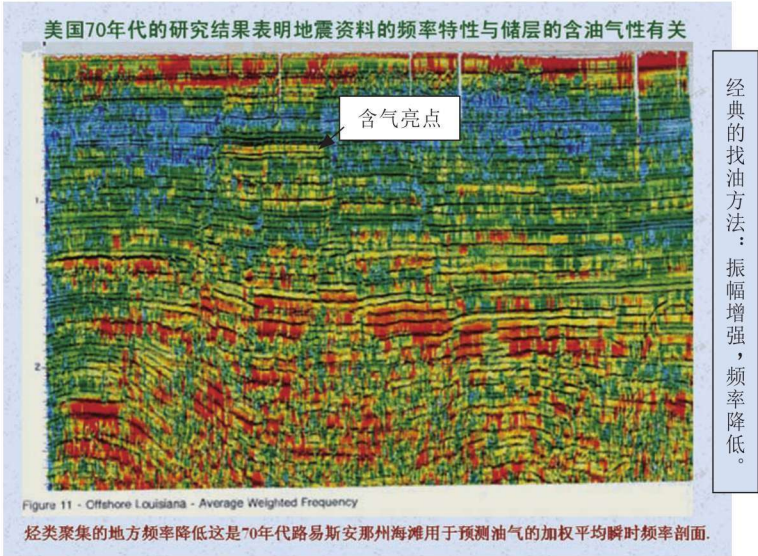 美国70年代的研究结果表明地震资料的频率特性与储层的含油气性有关
含气亮点
1
2
Figure 11 - Offshore Louisiana - Average Weighted Frequency
烃类聚集的地方频率降低这是70年代路易斯安那州海滩用于预测油气的加权平均瞬时频率剖面.
经典的找油方法：振幅增强，频率降低。